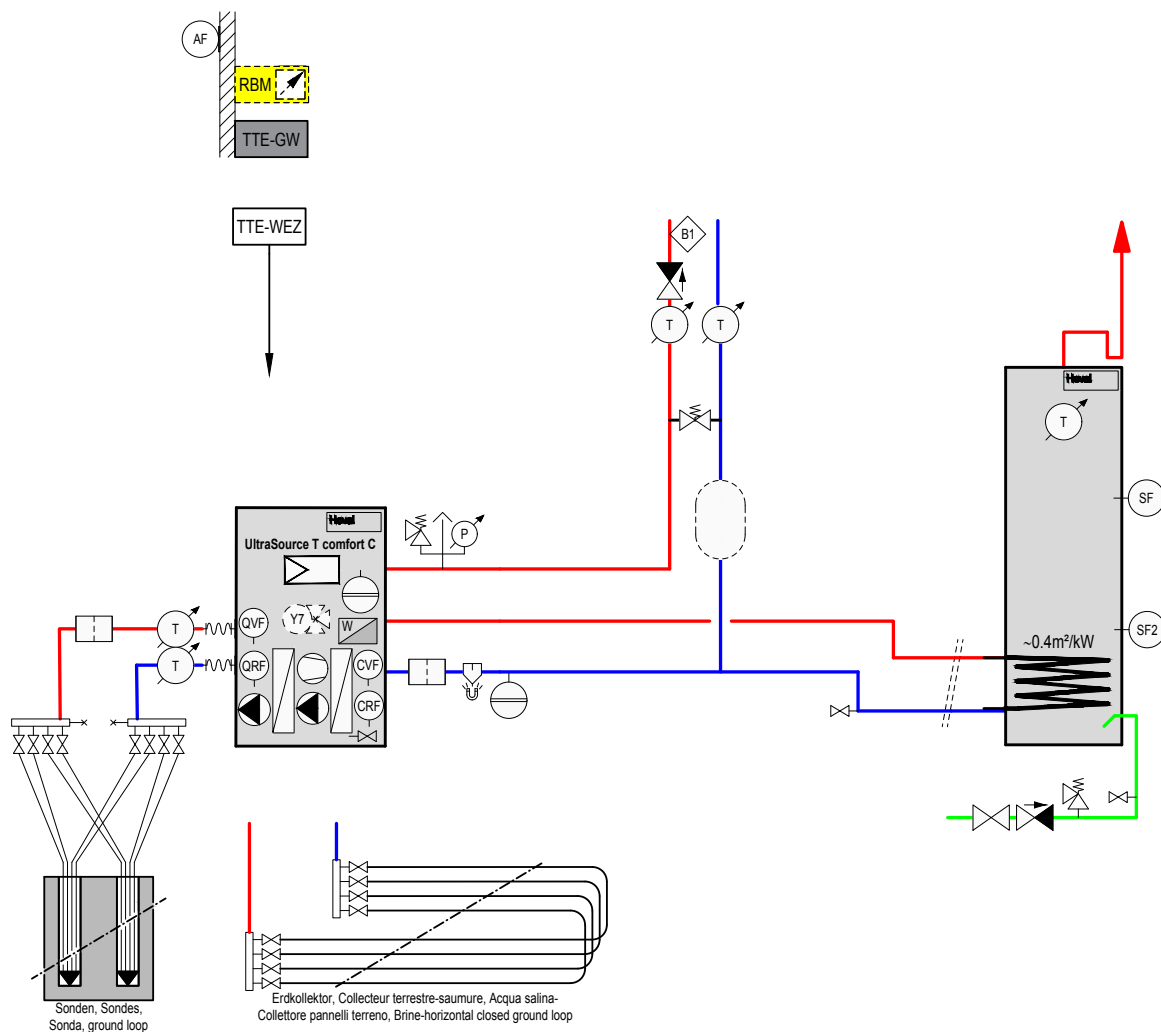 AF
RBM
TTE-GW
TTE-WEZ
B1
T
T
Hoval
T
SF
SF2
~0.4m²/kW
Hoval
UltraSource T comfort C
P
T
T
QVF
Y7
W
QRF
CVF
CRF
Sonden, Sondes,
Sonda, ground loop
Erdkollektor, Collecteur terrestre-saumure, Acqua salina-
Collettore pannelli terreno, Brine-horizontal closed ground loop